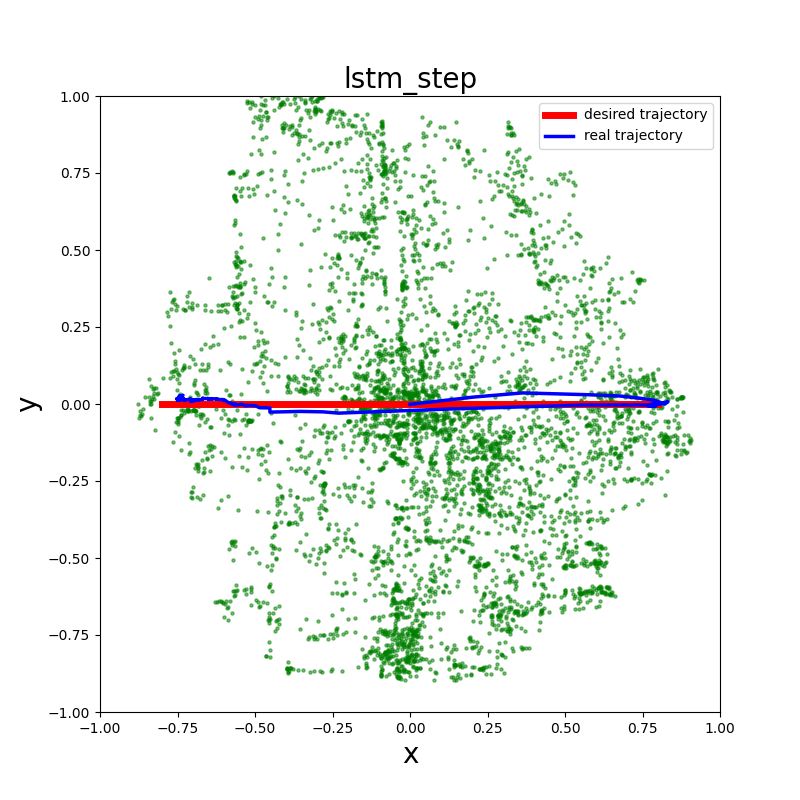 lstm_step
desired trajectory
real trajectory
1.00
0.75
0.50
0.25
0.00
−0.25
−0.50
−0.75
−1.00
y
−1.00 −0.75 −0.50 −0.25 0.00 0.25 0.50 0.75 1.00
x